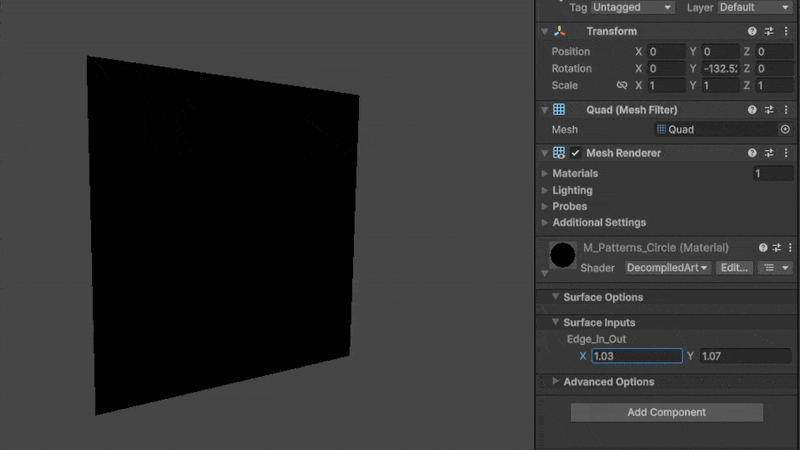 Tag Untagged Layer Default
Transform
Position X 0 Y 0 Z 0
Rotation X 0 Y -132.52 Z 0
Scale X 1 Y 1 Z 1
Quad (Mesh Filter)
Mesh Quad
Mesh Renderer
Materials 1
Lighting
Probes
Additional Settings
M_Patterns_Circle (Material)
Shader DecompiledArt Edit...
Surface Options
Surface Inputs
Edge_In_Out
X 1.03 Y 1.07
Advanced Options
Add Component